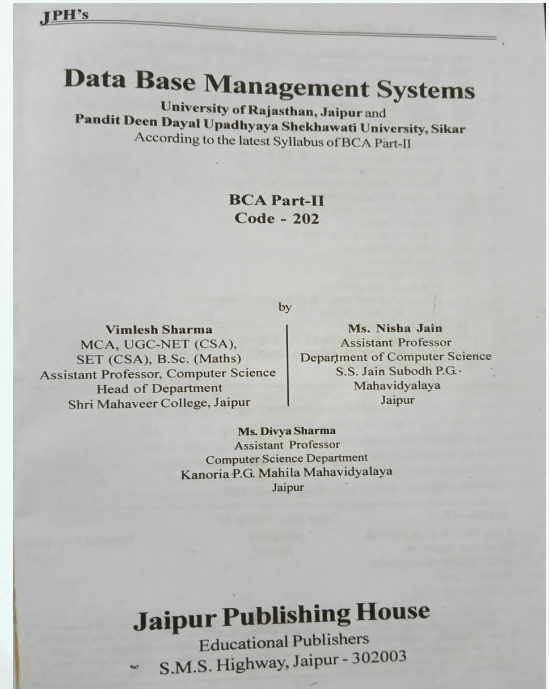 JPH's
Data Base Management Systems
University of Rajasthan, Jaipur and
Pandit Deen Dayal Upadhyaya Shekhawati University, Sikar
According to the latest Syllabus of BCA Part-II
BCA Part-II
Code - 202
by
Vimlesh Sharma
MCA, UGC-NET (CSA),
SET (CSA), B.Sc. (Maths)
Assistant Professor, Computer Science
Head of Department
Shri Mahaveer College, Jaipur
Ms. Nisha Jain
Assistant Professor
Department of Computer Science
S.S. Jain Subodh P.G.
Mahavidyalaya
Jaipur
Ms. Divya Sharma
Assistant Professor
Computer Science Department
Kanoria P.G. Mahila Mahavidyalaya
Jaipur
Jaipur Publishing House
Educational Publishers
S.M.S. Highway, Jaipur - 302003